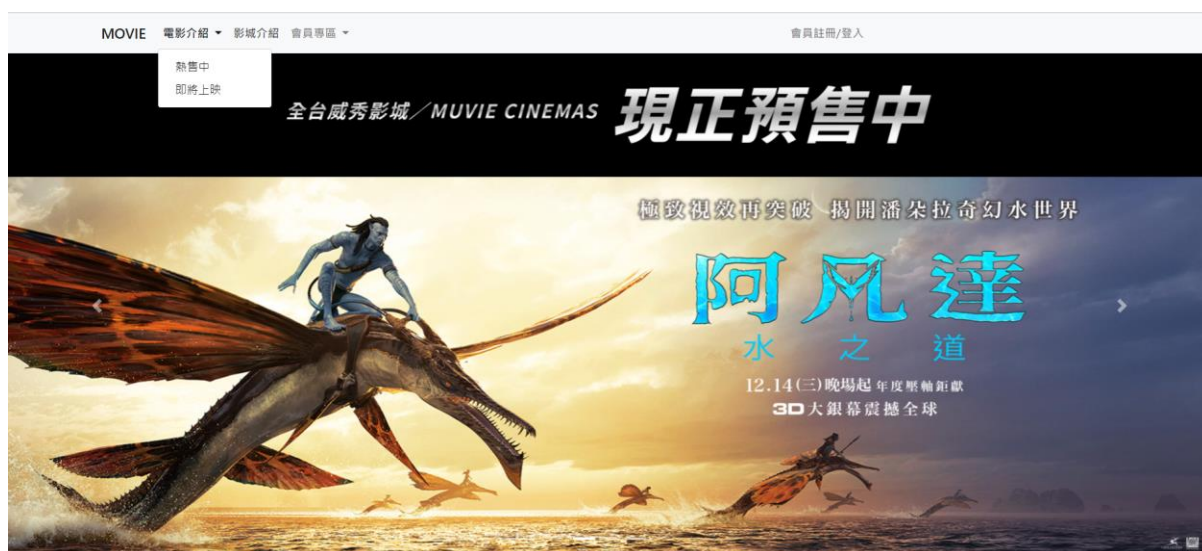 MOVIE 電影介紹 影城介紹 會員專區 會員註冊/登入
熱售中
即將上映
全台威秀影城/MUVIE CINEMAS 現正預售中
極致視效再突破 揭開潘朵拉奇幻水世界
阿凡達
水之道
12.14(三)晚場起 年度壓軸鉅獻
3D大銀幕震撼全球